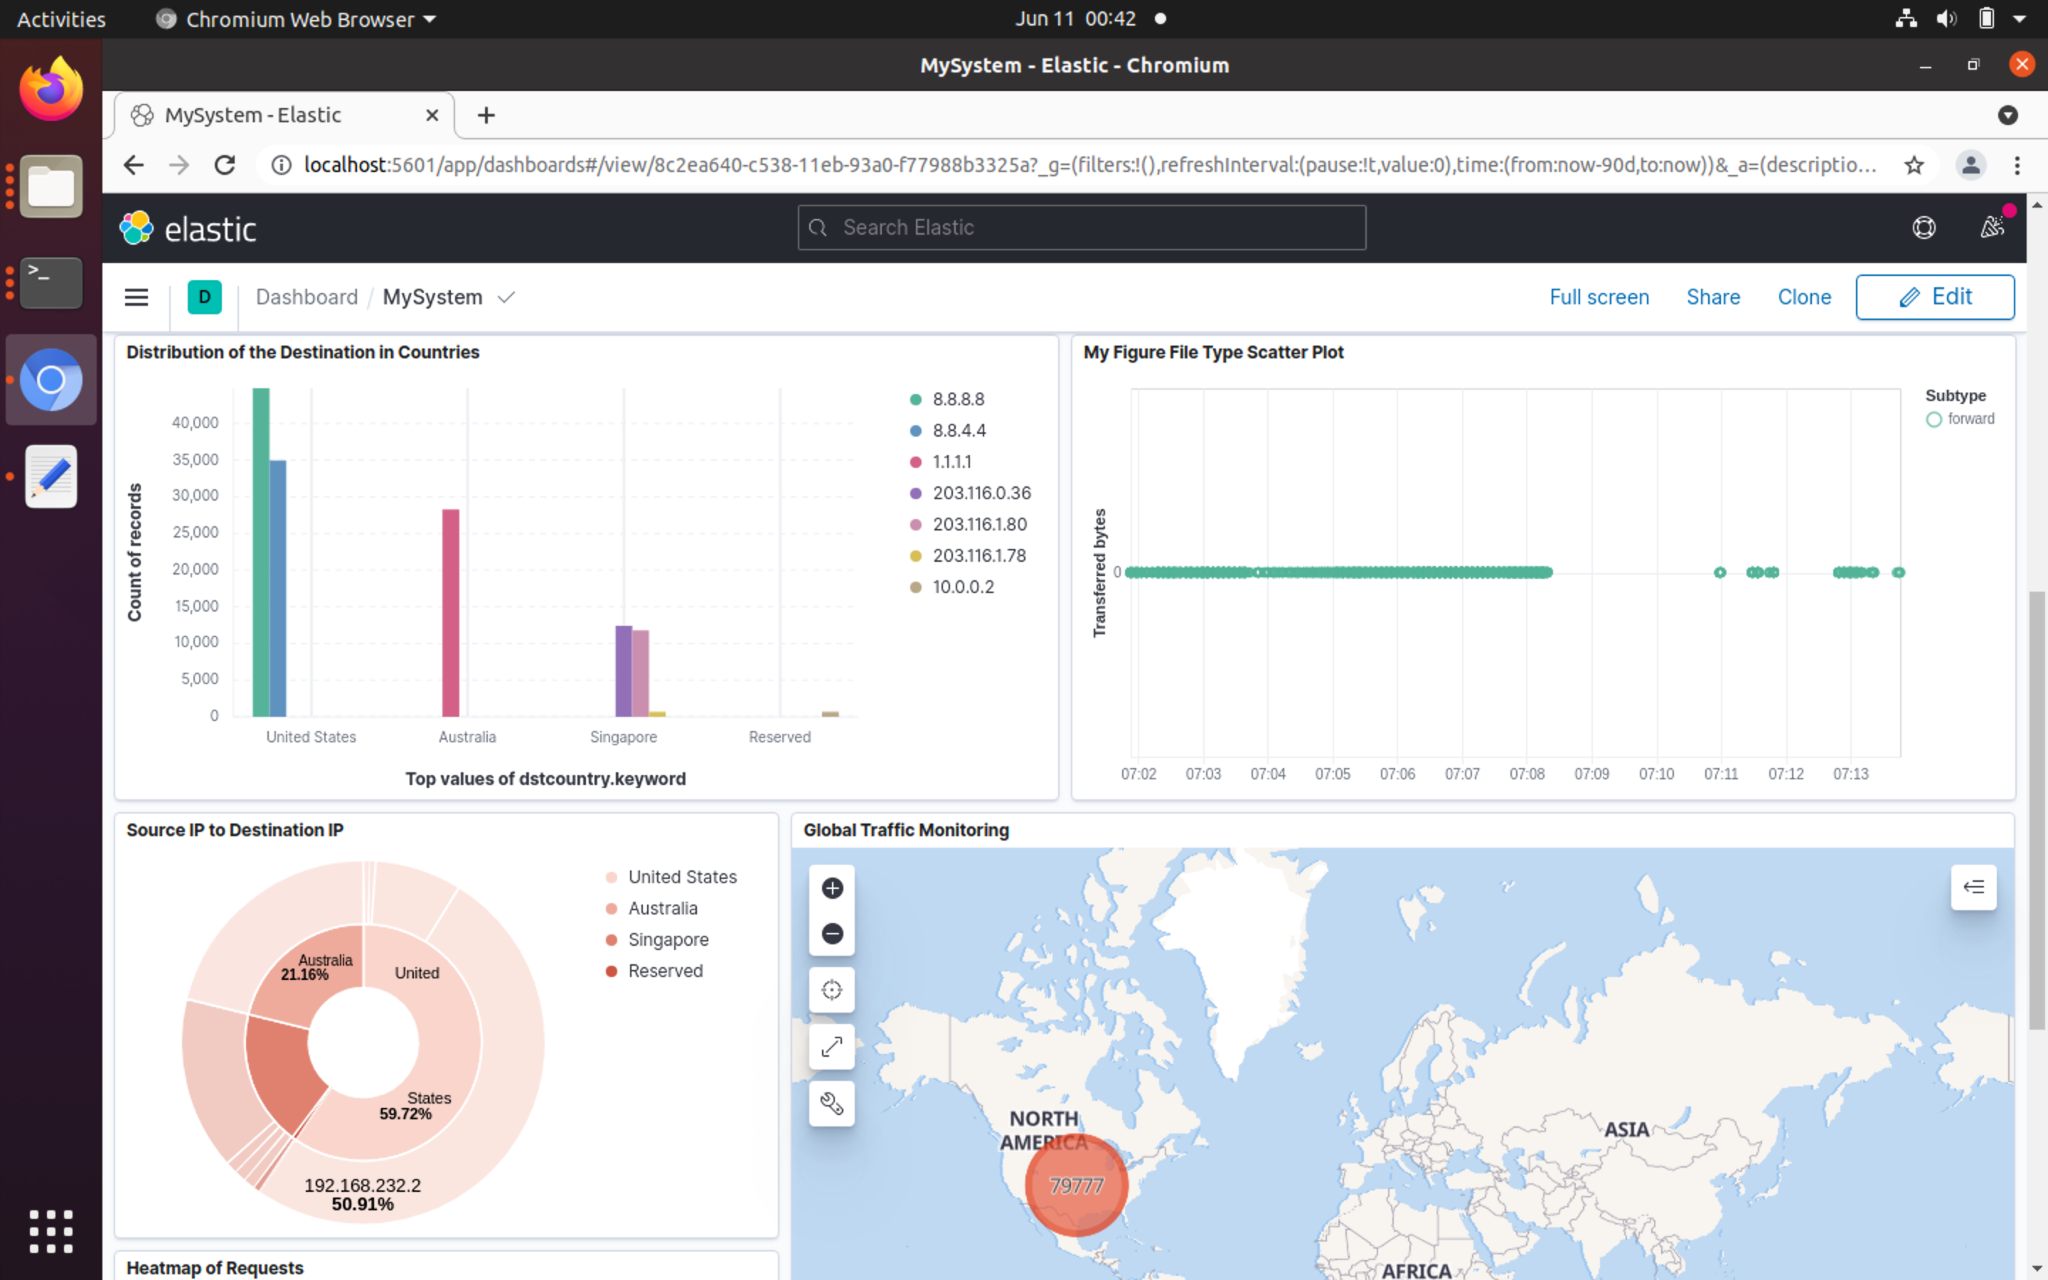 Activities
Chromium Web Browser
Jun 11 00:42
MySystem - Elastic - Chromium
MySystem - Elastic
localhost:5601/app/dashboards#/view/8c2ea640-c538-11eb-93a0-f77988b3325a?_g=(filters:!(),refreshInterval:(pause:!t,value:0),time:(from:now-90d,to:now))&_a=(descriptio...
elastic
Search Elastic
D
Dashboard / MySystem
Full screen
Share
Clone
Edit
Distribution of the Destination in Countries
Count of records
40,000
35,000
30,000
25,000
20,000
15,000
10,000
5,000
0
United States
Australia
Singapore
Reserved
Top values of dstcountry.keyword
8.8.8.8
8.8.4.4
1.1.1.1
203.116.0.36
203.116.1.80
203.116.1.78
10.0.0.2
My Figure File Type Scatter Plot
Transferred bytes
0
07:02
07:03
07:04
07:05
07:06
07:07
07:08
07:09
07:10
07:11
07:12
07:13
Subtype
forward
Source IP to Destination IP
Australia
21.16%
United
States
59.72%
192.168.232.2
50.91%
United States
Australia
Singapore
Reserved
Global Traffic Monitoring
NORTH
AMERICA
79777
ASIA
AFRICA
Heatmap of Requests